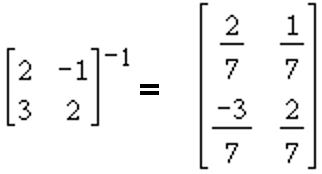 [2 -1; 3 2]^-1 = [2/7 1/7; -3/7 2/7]